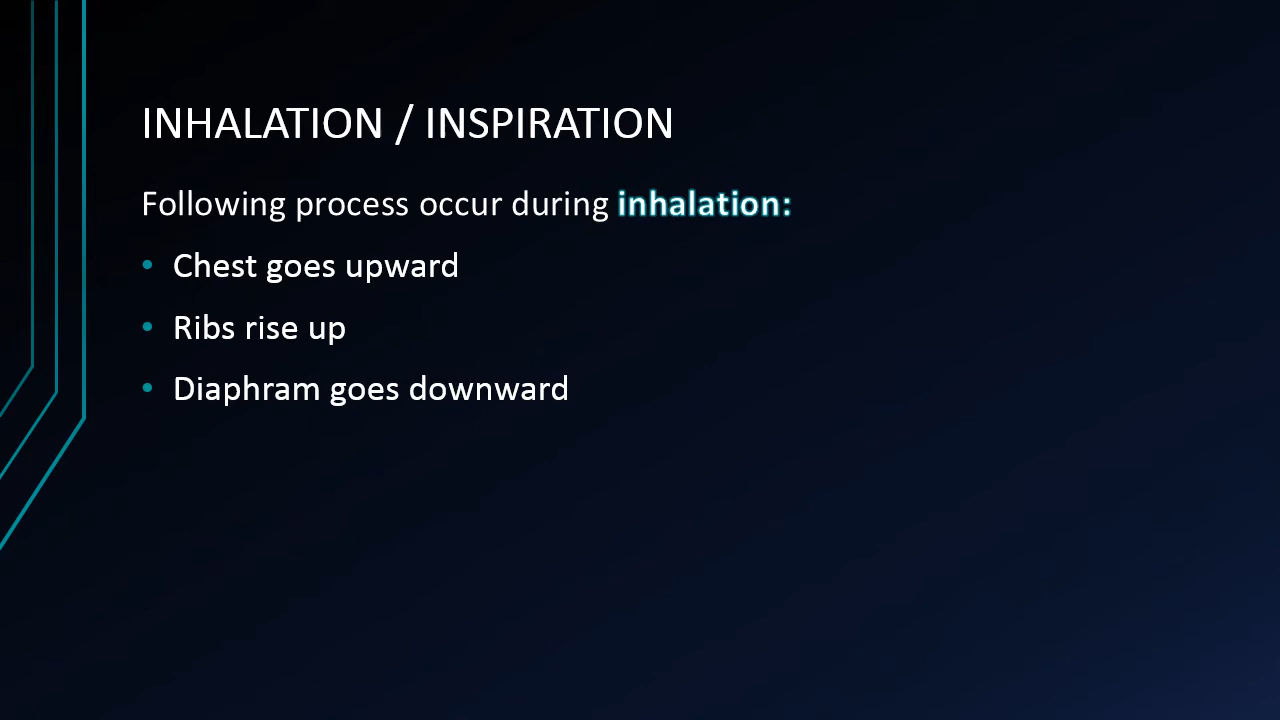 INHALATION / INSPIRATION
Following process occur during inhalation:
• Chest goes upward
• Ribs rise up
• Diaphram goes downward